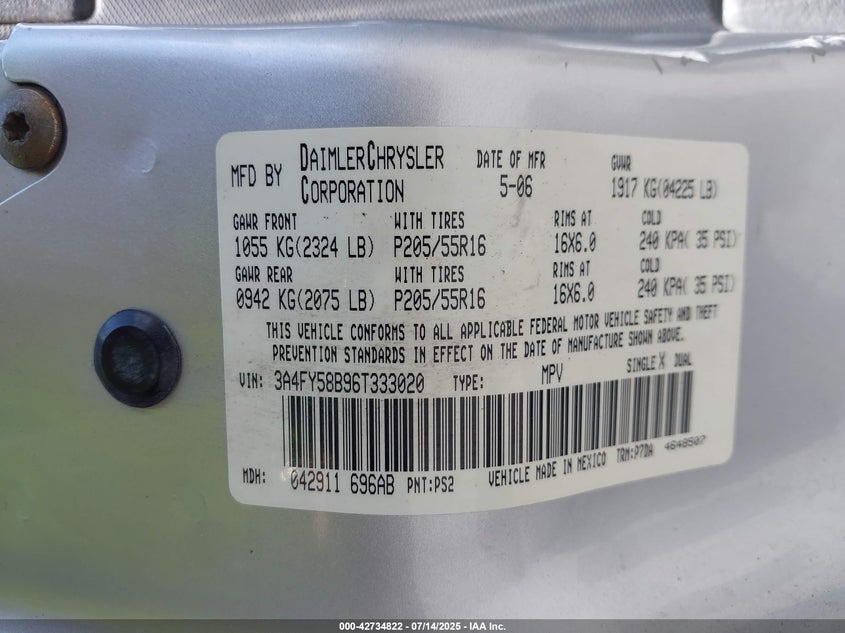 MFD BY DAIMLERCHRYSLER CORPORATION DATE OF MFR 5-06 GVWR 1917 KG(04225 LB)
GAWR FRONT WITH TIRES RIMS AT COLD
1055 KG(2324 LB) P205/55R16 16X6.0 240 KPA( 35 PSI)
GAWR REAR WITH TIRES RIMS AT COLD
0942 KG(2075 LB) P205/55R16 16X6.0 240 KPA( 35 PSI)
THIS VEHICLE CONFORMS TO ALL APPLICABLE FEDERAL MOTOR VEHICLE SAFETY AND THEFT
PREVENTION STANDARDS IN EFFECT ON THE DATE OF MANUFACTURE SHOWN ABOVE.
VIN: 3A4FY58B96T333020 TYPE: MPV SINGLE X DUAL
MDH: 042911 696AB PNT:PS2 VEHICLE MADE IN MEXICO TRM:P7DA 4648507
000-42734822 - 07/14/2025 - IAA Inc.